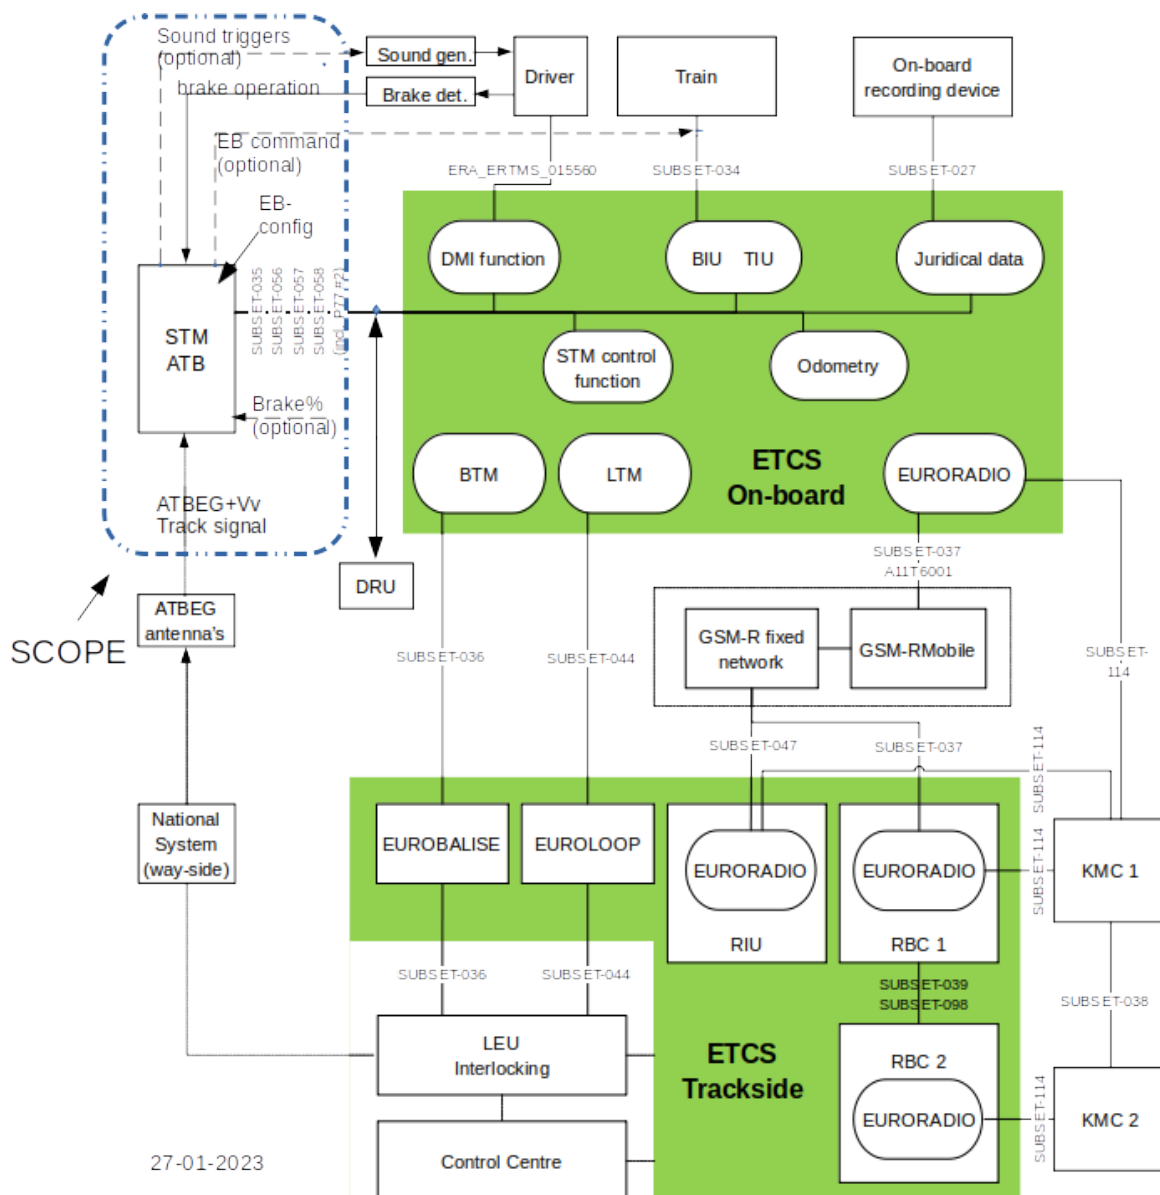 Sound triggers
(optional)
Sound gen.
Driver
Train
On-board
recording device
brake operation
Brake det.
EB command
(optional)
ERA_ERTMS_015560
SUBSET-034
SUBSET-027
EB-
config
DMI function
BIU TIU
Juridical data
STM
ATB
SUBSET-035
SUBSET-056
SUBSET-057
SUBSET-058
(incl. P77 #2)
STM control
function
Odometry
Brake%
(optional)
BTM
LTM
ETCS
On-board
EURORADIO
ATBEG+Vv
Track signal
SUBSET-037
A11T6001
DRU
ATBEG
antenna's
SCOPE
GSM-R fixed
network
GSM-RMobile
SUBSET-036
SUBSET-044
SUBSET-
114
SUBSET-047
SUBSET-037
SUBSET-114
National
System
(way-side)
EUROBALISE
EUROLOOP
EURORADIO
RIU
EURORADIO
RBC 1
SUBSET-114
KMC 1
SUBSET-036
SUBSET-044
SUBSET-039
SUBSET-098
SUBSET-038
LEU
Interlocking
ETCS
Trackside
RBC 2
EURORADIO
SUBSET-114
KMC 2
Control Centre
27-01-2023